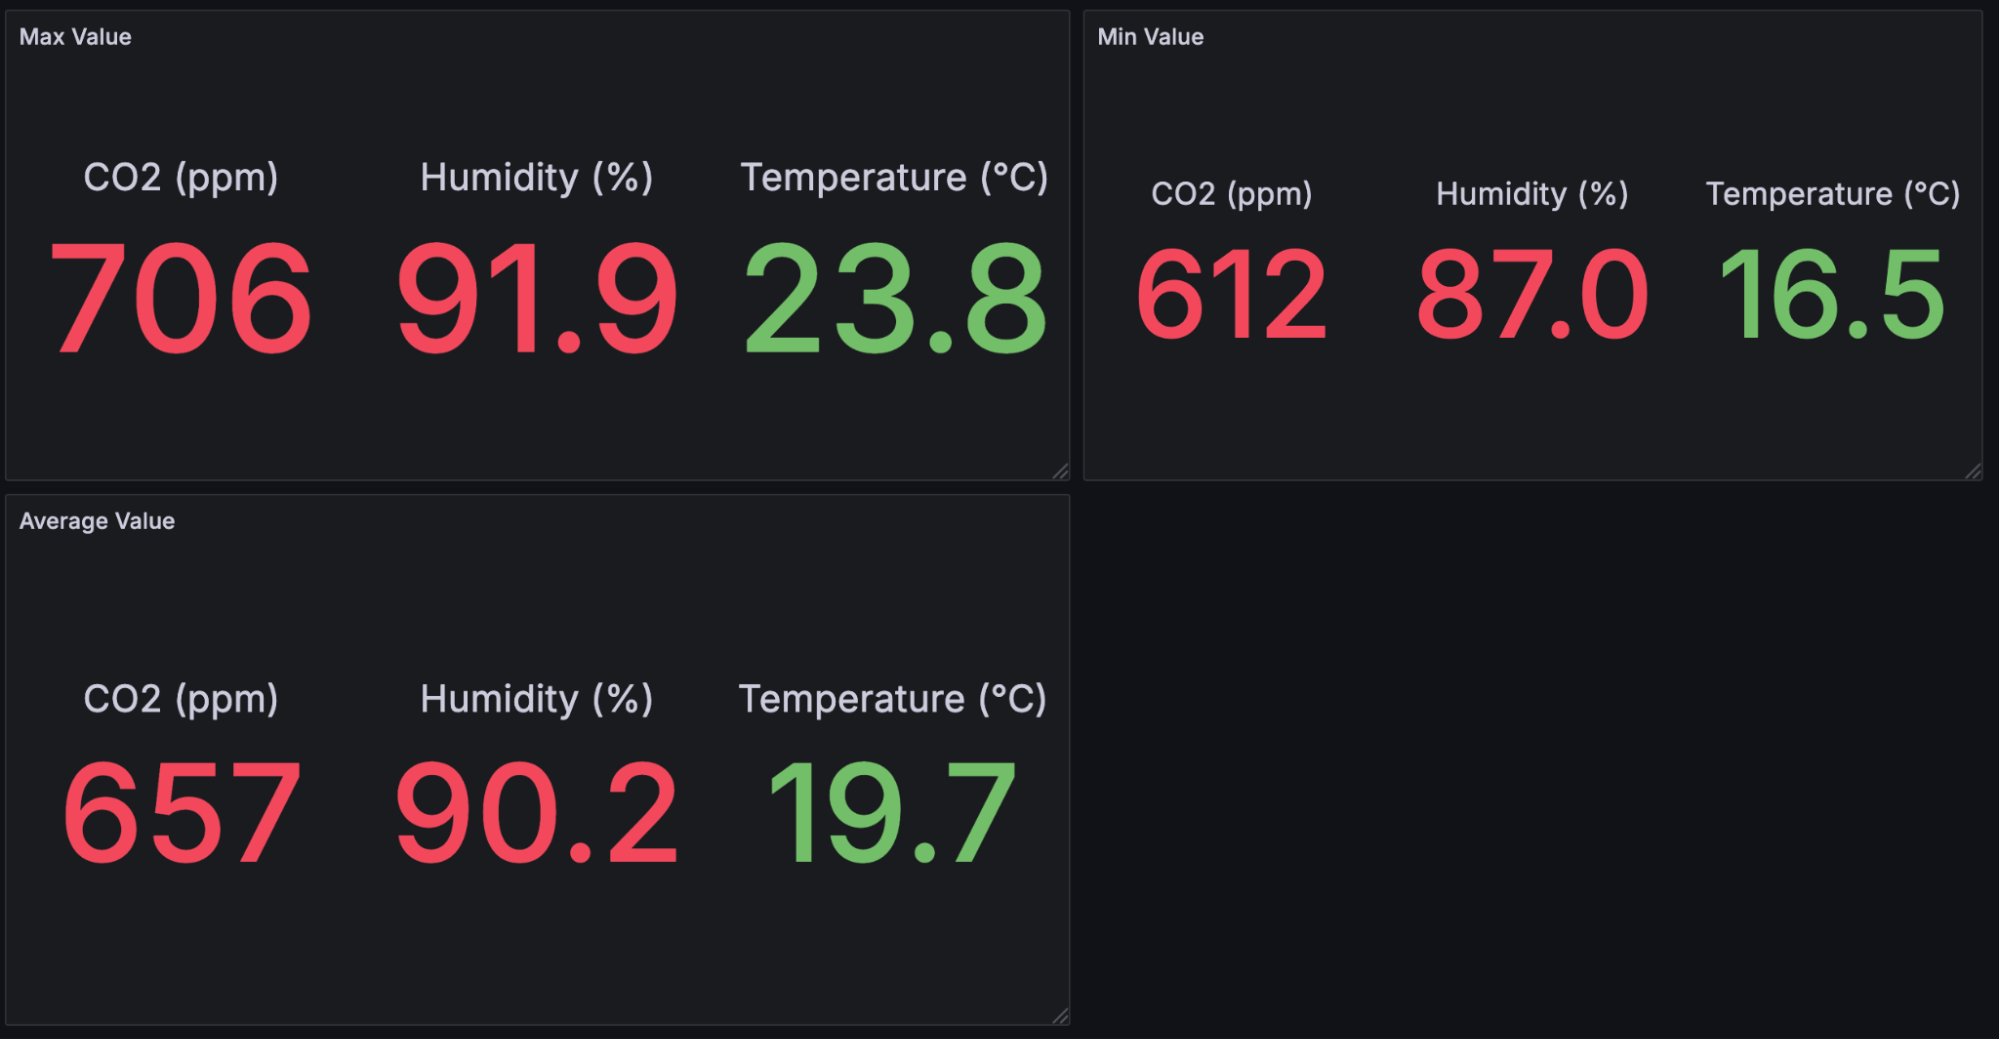 Max Value
CO2 (ppm) Humidity (%) Temperature (°C)
706 91.9 23.8
Min Value
CO2 (ppm) Humidity (%) Temperature (°C)
612 87.0 16.5
Average Value
CO2 (ppm) Humidity (%) Temperature (°C)
657 90.2 19.7